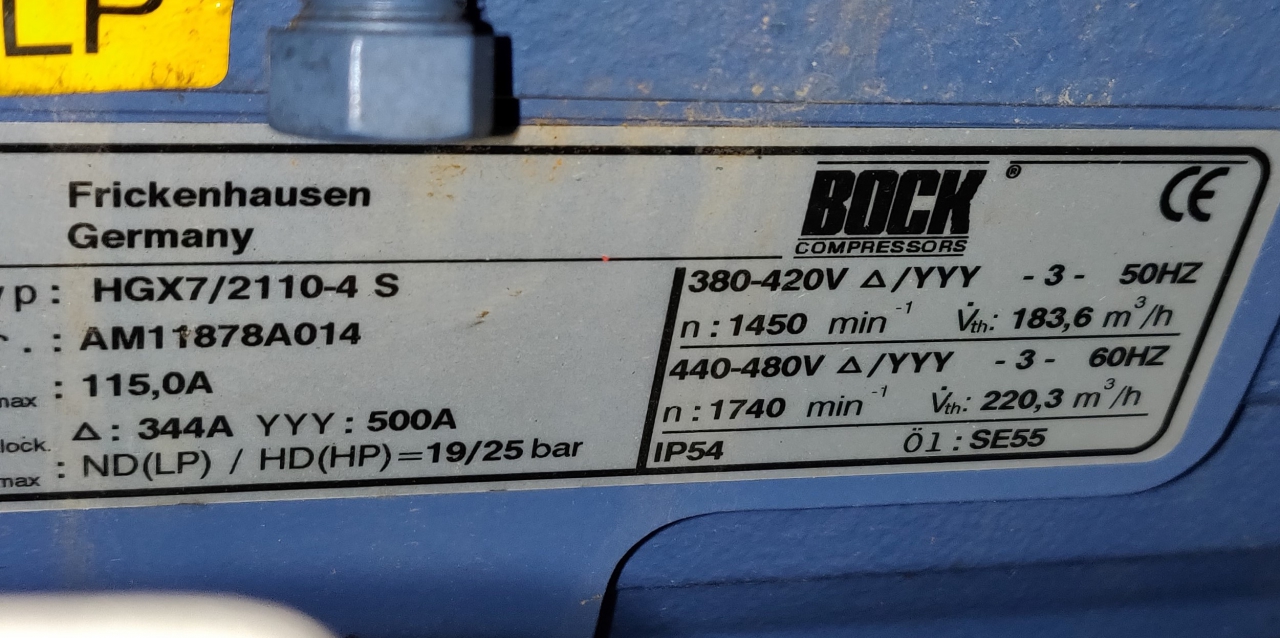 LP
Frickenhausen
Germany
BOCK®
COMPRESSORS
CE
yp: HGX7/2110-4 S
.: AM11878A014
max : 115,0A
lock. Δ: 344A YYY: 500A
max : ND(LP) / HD(HP)=19/25 bar
380-420V Δ/YYY -3- 50HZ
n:1450 min⁻¹ V̇th: 183,6 m³/h
440-480V Δ/YYY -3- 60HZ
n:1740 min⁻¹ V̇th: 220,3 m³/h
IP54 Öl:SE55